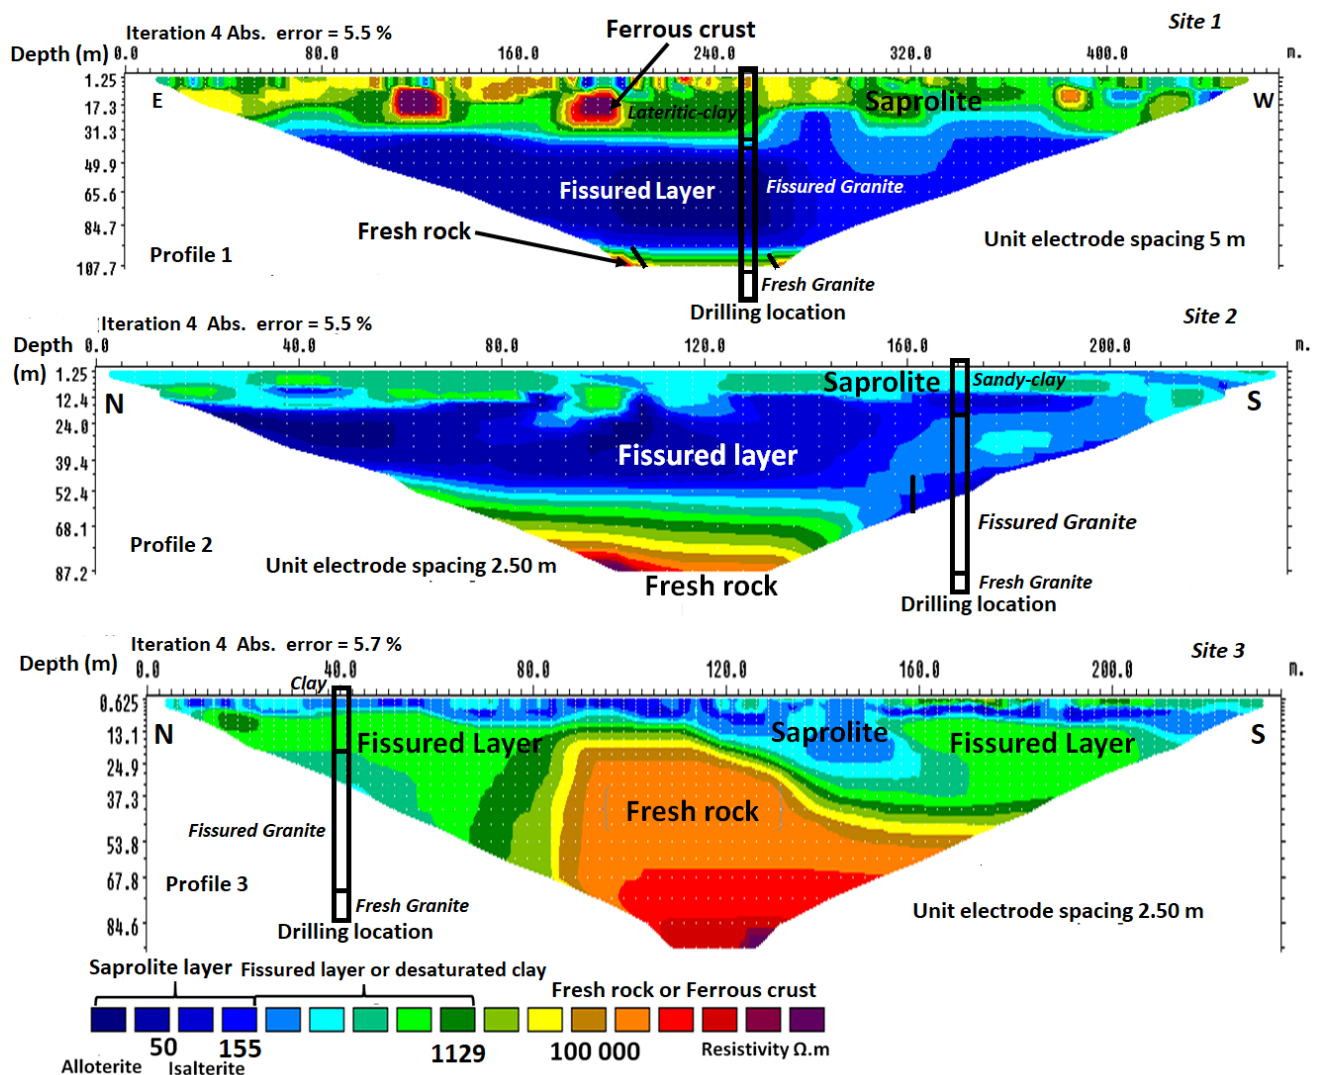 Site 1
Iteration 4 Abs. error = 5.5 %
Ferrous crust
Depth (m) 0.0 80.0 160.0 240.0 320.0 400.0 m.
1.25
E
17.3
Lateritic-clay
Saprolite
W
31.3
49.9
Fissured Layer
Fissured Granite
65.6
84.7
Fresh rock
Profile 1
Unit electrode spacing 5 m
107.7
Fresh Granite
Drilling location
Site 2
Iteration 4 Abs. error = 5.5 %
Depth (m) 0.0 40.0 80.0 120.0 160.0 200.0 m.
1.25
Saprolite
Sandy-clay
12.4
N
S
24.0
39.4
Fissured layer
52.4
Fissured Granite
68.1
Profile 2
Unit electrode spacing 2.50 m
87.2
Fresh rock
Fresh Granite
Drilling location
Iteration 4 Abs. error = 5.7 %
Site 3
Depth (m) 0.0 40.0 80.0 120.0 160.0 200.0 m.
Clay
0.625
13.1
N
Fissured Layer
Saprolite
Fissured Layer
S
24.9
37.3
Fresh rock
Fissured Granite
53.8
67.8
Profile 3
Fresh Granite
Unit electrode spacing 2.50 m
84.6
Drilling location
Saprolite layer Fissured layer or desaturated clay
Fresh rock or Ferrous crust
50 155 1129 100 000 Resistivity Ω.m
Alloterite Isalterite